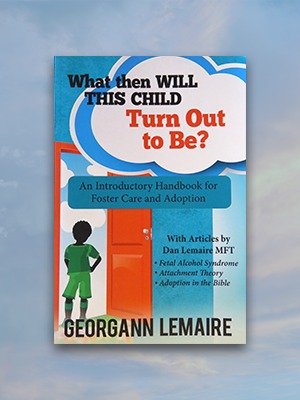 What then WILL
THIS CHILD
Turn Out
to Be?
An Introductory Handbook for
Foster Care and Adoption
With Articles by
Dan Lemaire MFT
• Fetal Alcohol Syndrome
• Attachment Theory
• Adoption in the Bible
GEORGANN LEMAIRE